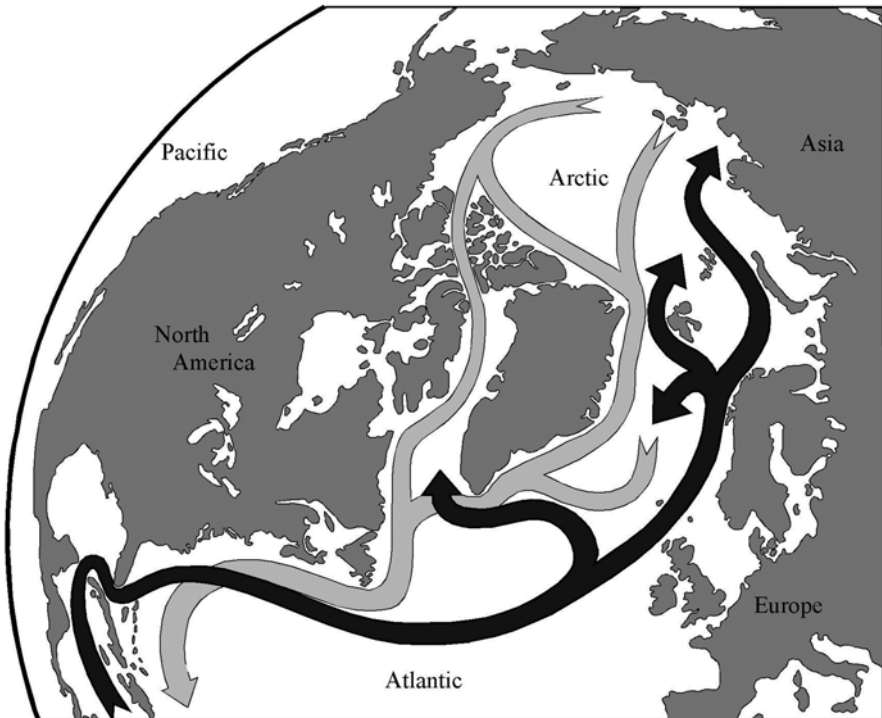 Pacific
Asia
Arctic
North
America
Europe
Atlantic